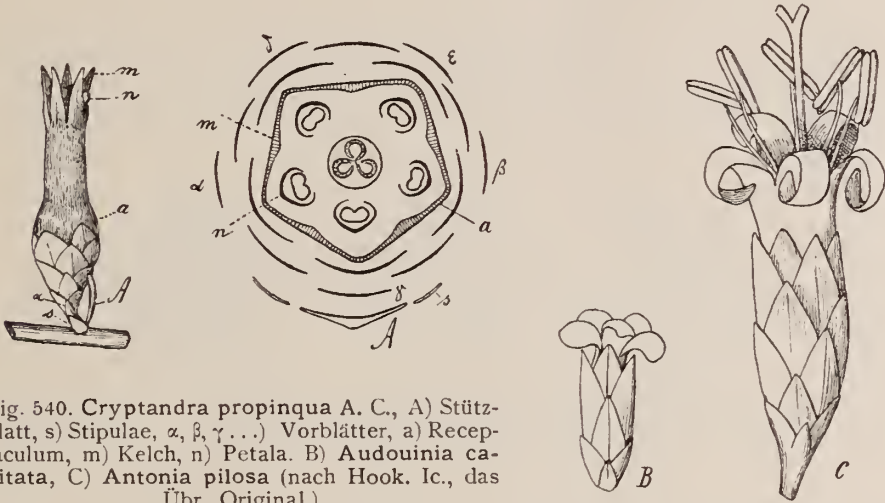 m
n
a
α
s
A
δ
ε
m
α
β
n
a
γ
s
A
B
C
ig. 540. Cryptandra propinqua A. C., A) Stütz-
latt, s) Stipulae, α, β, γ...) Vorblätter, a) Recep-
aculum, m) Kelch, n) Petala. B) Audouinia ca-
itata, C) Antonia pilosa (nach Hook. Ic., das
Übr. Original.)